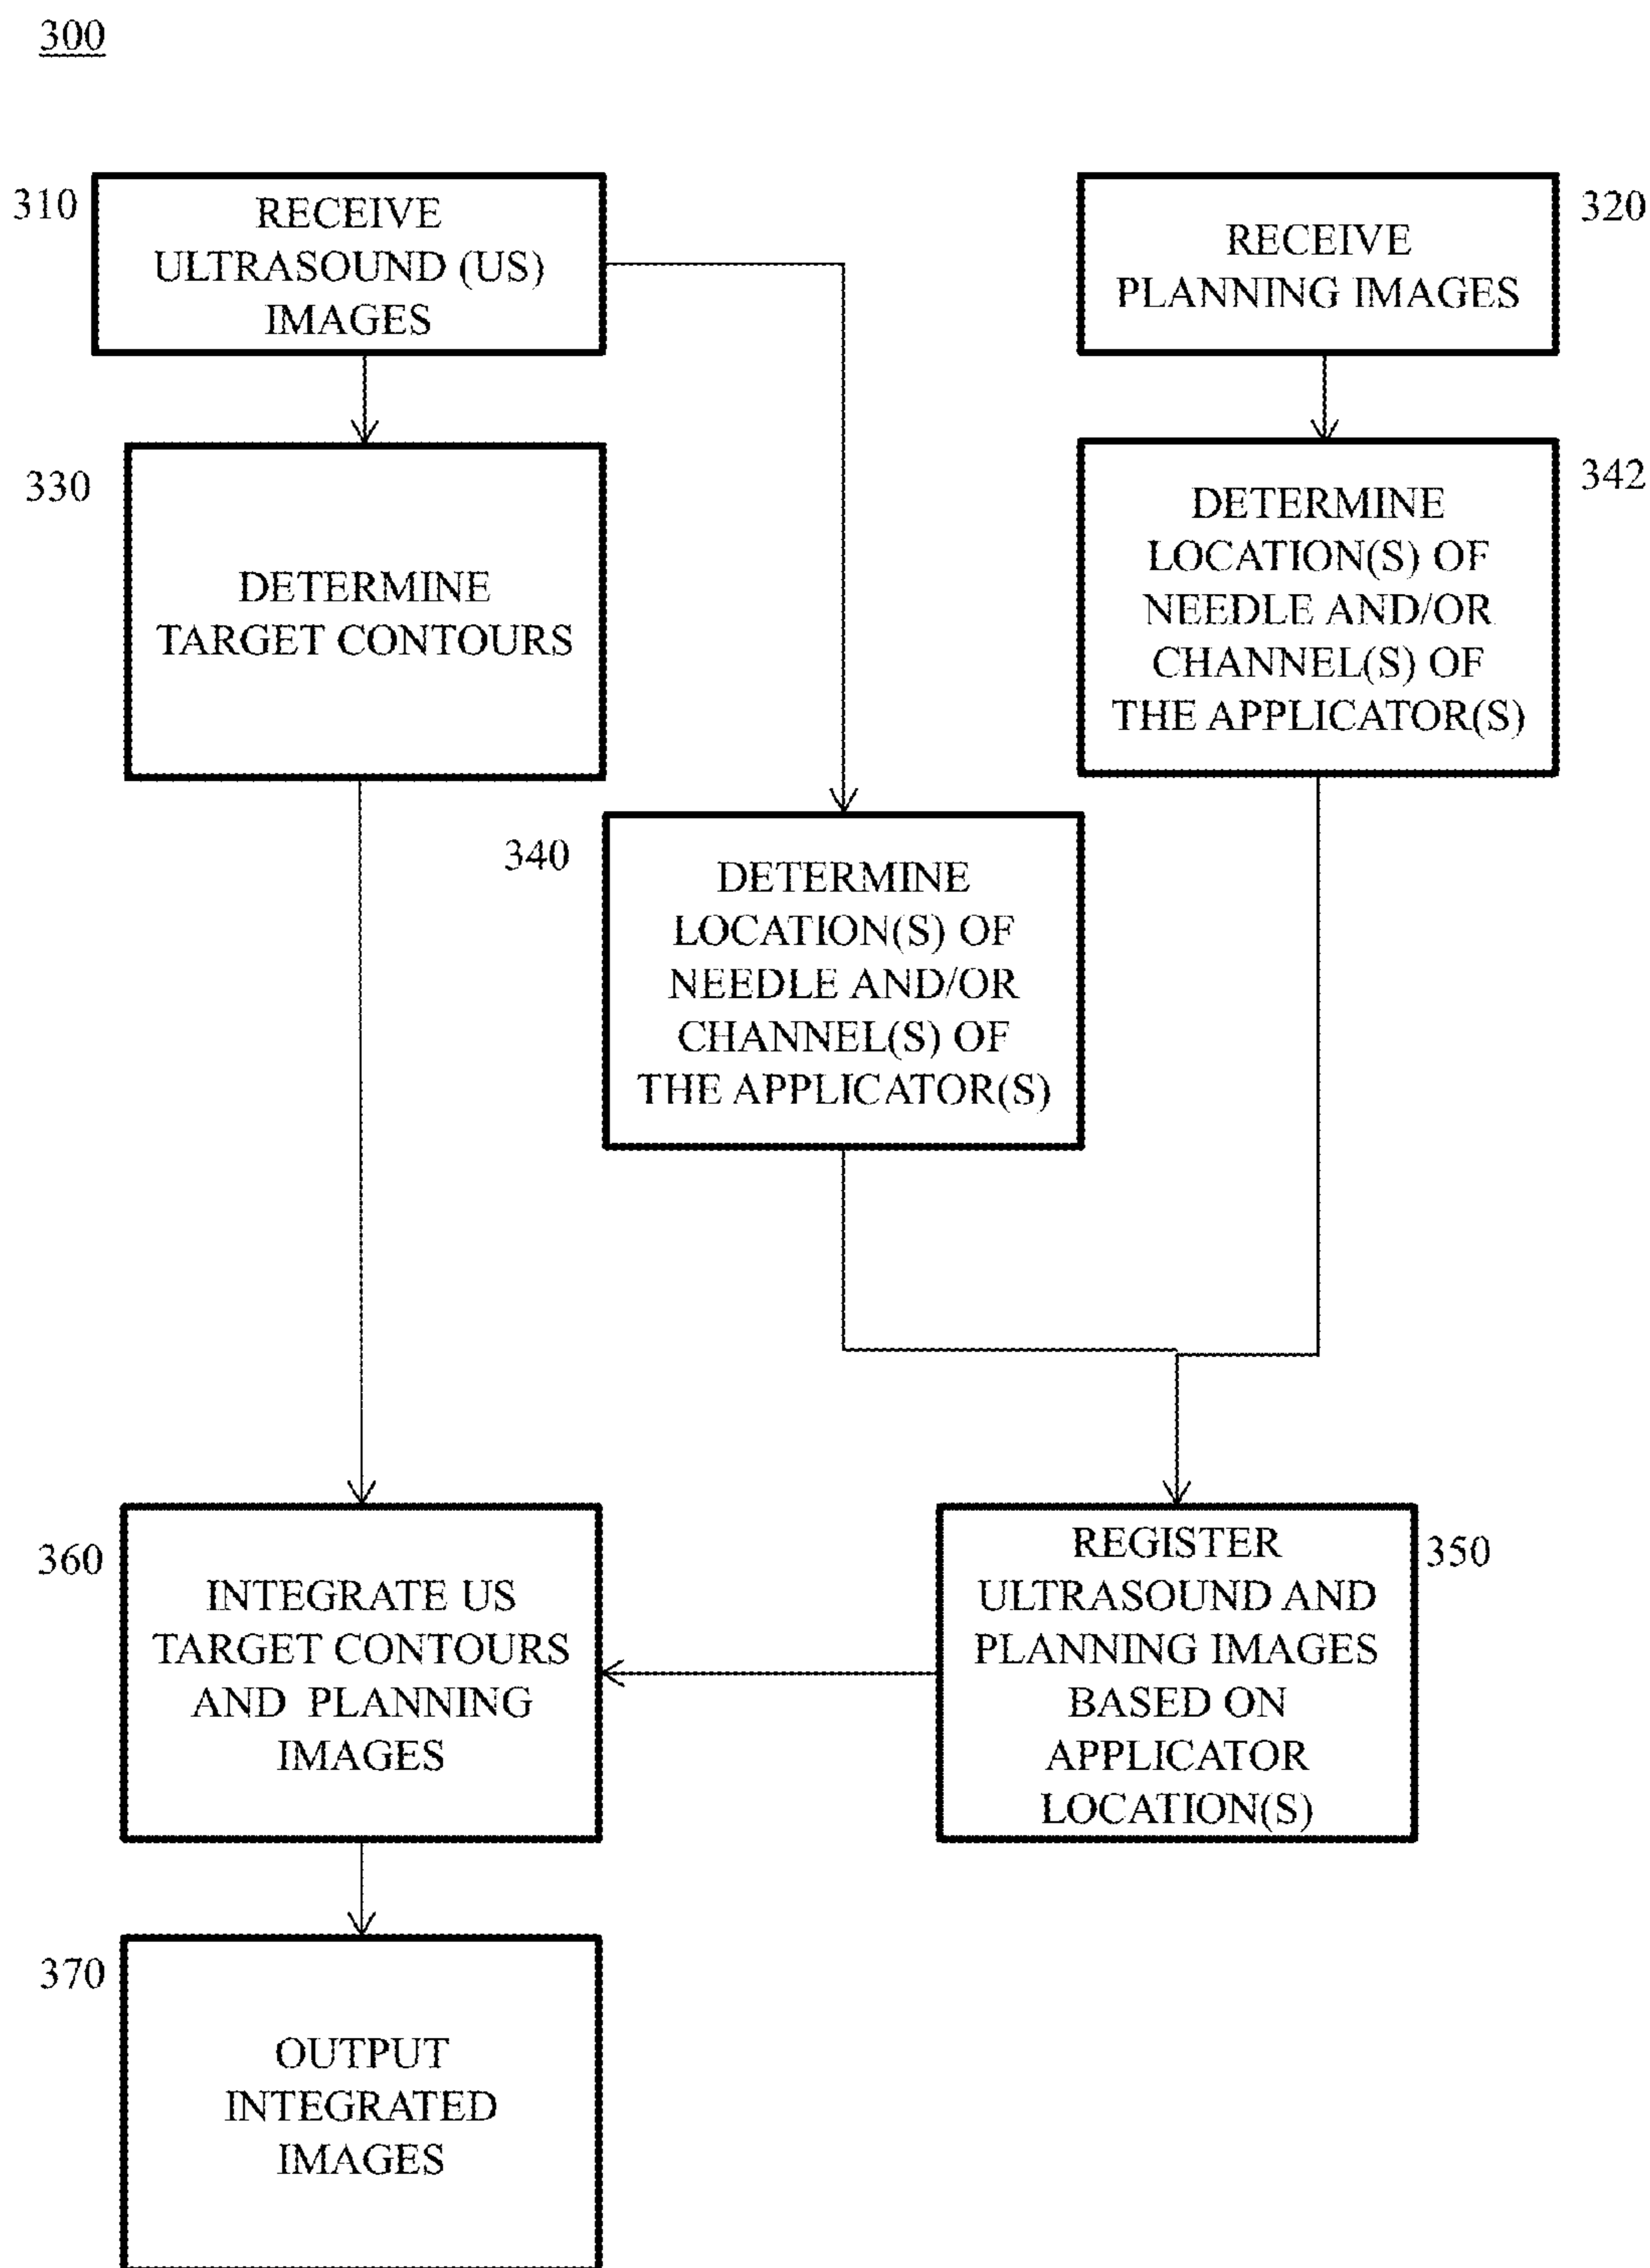 300
310
RECEIVE
ULTRASOUND (US)
IMAGES
320
RECEIVE
PLANNING IMAGES
330
DETERMINE
TARGET CONTOURS
342
DETERMINE
LOCATION(S) OF
NEEDLE AND/OR
CHANNEL(S) OF
THE APPLICATOR(S)
340
DETERMINE
LOCATION(S) OF
NEEDLE AND/OR
CHANNEL(S) OF
THE APPLICATOR(S)
360
INTEGRATE US
TARGET CONTOURS
AND PLANNING
IMAGES
350
REGISTER
ULTRASOUND AND
PLANNING IMAGES
BASED ON
APPLICATOR
LOCATION(S)
370
OUTPUT
INTEGRATED
IMAGES